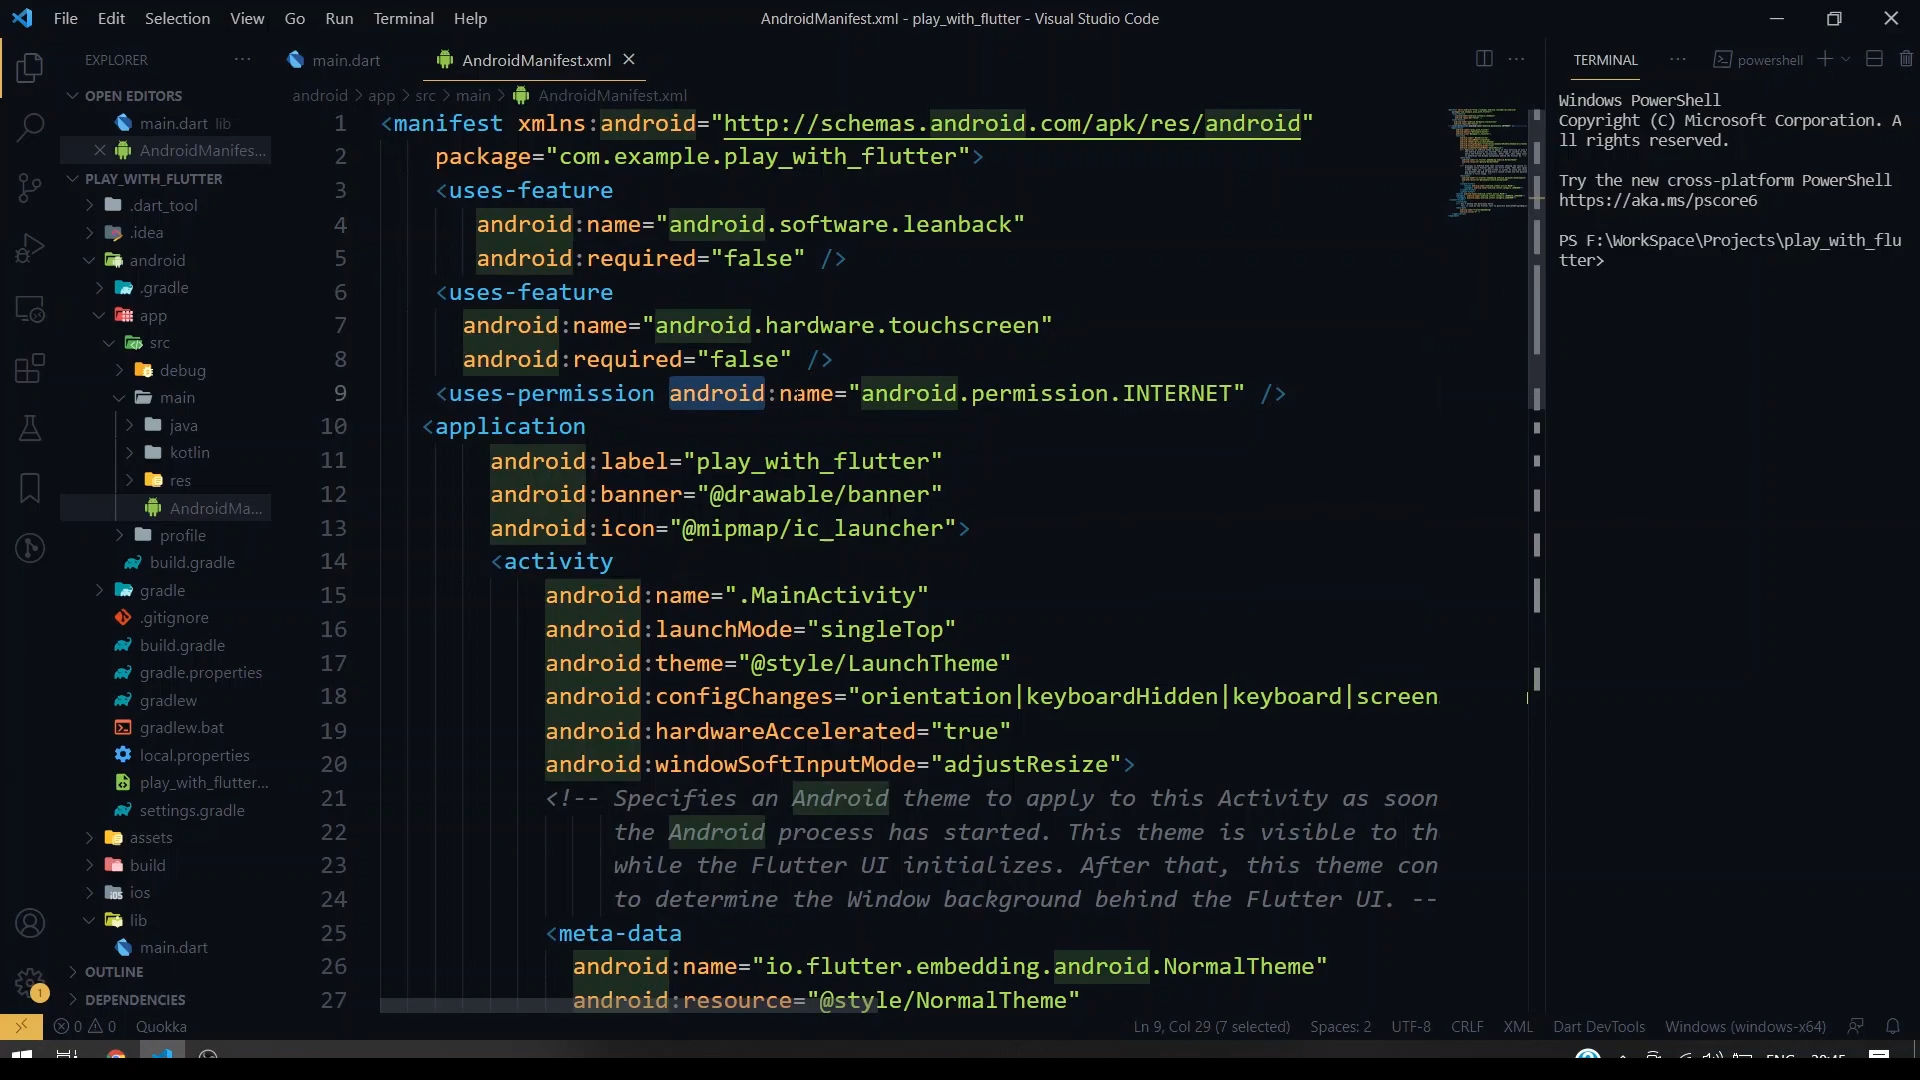 File Edit Selection View Go Run Terminal Help
AndroidManifest.xml - play_with_flutter - Visual Studio Code
EXPLORER
OPEN EDITORS
main.dart lib
AndroidManifes...
PLAY_WITH_FLUTTER
.dart_tool
.idea
android
.gradle
app
src
debug
main
java
kotlin
res
AndroidMa...
profile
build.gradle
gradle
.gitignore
build.gradle
gradle.properties
gradlew
gradlew.bat
local.properties
play_with_flutter...
settings.gradle
assets
build
ios
lib
main.dart
OUTLINE
DEPENDENCIES
main.dart
AndroidManifest.xml
android > app > src > main > AndroidManifest.xml
1 <manifest xmlns:android="http://schemas.android.com/apk/res/android"
2 package="com.example.play_with_flutter">
3 <uses-feature
4 android:name="android.software.leanback"
5 android:required="false" />
6 <uses-feature
7 android:name="android.hardware.touchscreen"
8 android:required="false" />
9 <uses-permission android:name="android.permission.INTERNET" />
10 <application
11 android:label="play_with_flutter"
12 android:banner="@drawable/banner"
13 android:icon="@mipmap/ic_launcher">
14 <activity
15 android:name=".MainActivity"
16 android:launchMode="singleTop"
17 android:theme="@style/LaunchTheme"
18 android:configChanges="orientation|keyboardHidden|keyboard|screen
19 android:hardwareAccelerated="true"
20 android:windowSoftInputMode="adjustResize">
21 <!-- Specifies an Android theme to apply to this Activity as soon
22 the Android process has started. This theme is visible to th
23 while the Flutter UI initializes. After that, this theme con
24 to determine the Window background behind the Flutter UI. --
25 <meta-data
26 android:name="io.flutter.embedding.android.NormalTheme"
27 android:resource="@style/NormalTheme"
TERMINAL
powershell
Windows PowerShell
Copyright (C) Microsoft Corporation. A
ll rights reserved.
Try the new cross-platform PowerShell
https://aka.ms/pscore6
PS F:\WorkSpace\Projects\play_with_flu
tter>
1
0 0 Quokka
Ln 9, Col 29 (7 selected) Spaces: 2 UTF-8 CRLF XML Dart DevTools Windows (windows-x64)